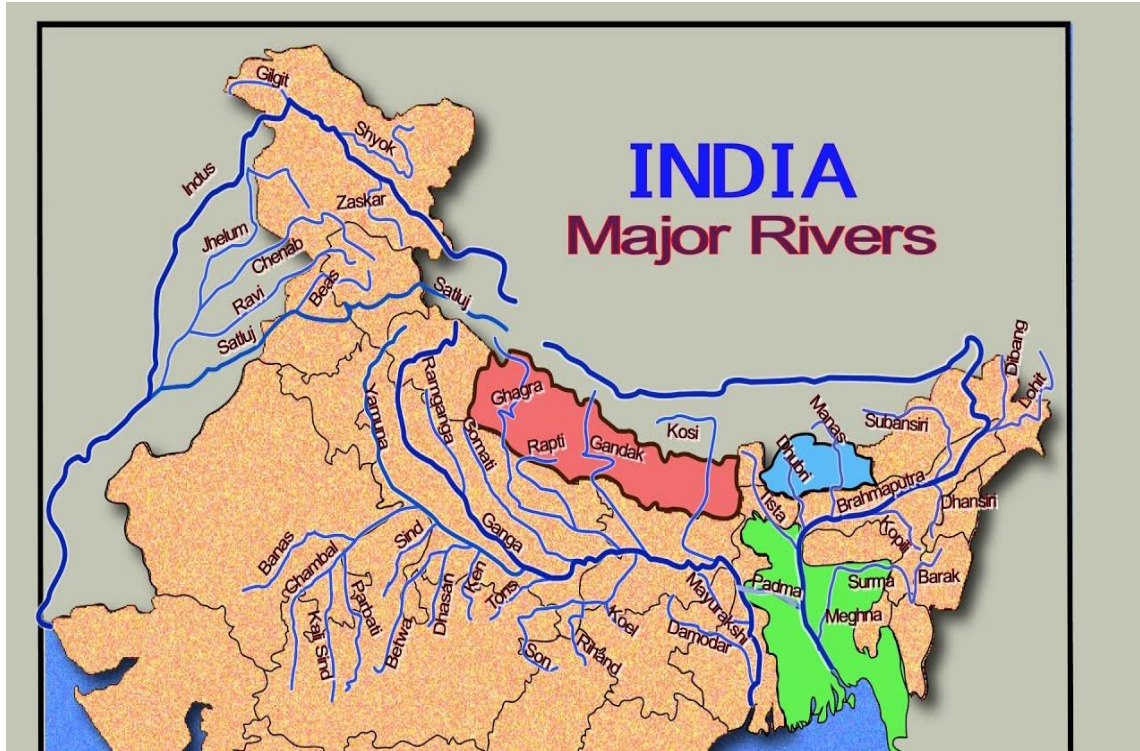 Gilgit
Shyok
INDIA
Major Rivers
Indus
Zaskar
Jhelum
Chenab
Ravi
Beas
Satluj
Satluj
Dibang
Lohit
Yamuna
Ramganga
Ghagra
Gomati
Rapti
Gandak
Kosi
Manas
Subansiri
Dhubri
Tista
Brahmaputra
Dhansiri
Kopili
Banas
Chambal
Sind
Ganga
Ken
Tons
Dhasan
Betwa
Parbati
Kali Sind
Son
Rihand
Koel
Mayurakshi
Damodar
Padma
Surma
Barak
Meghna